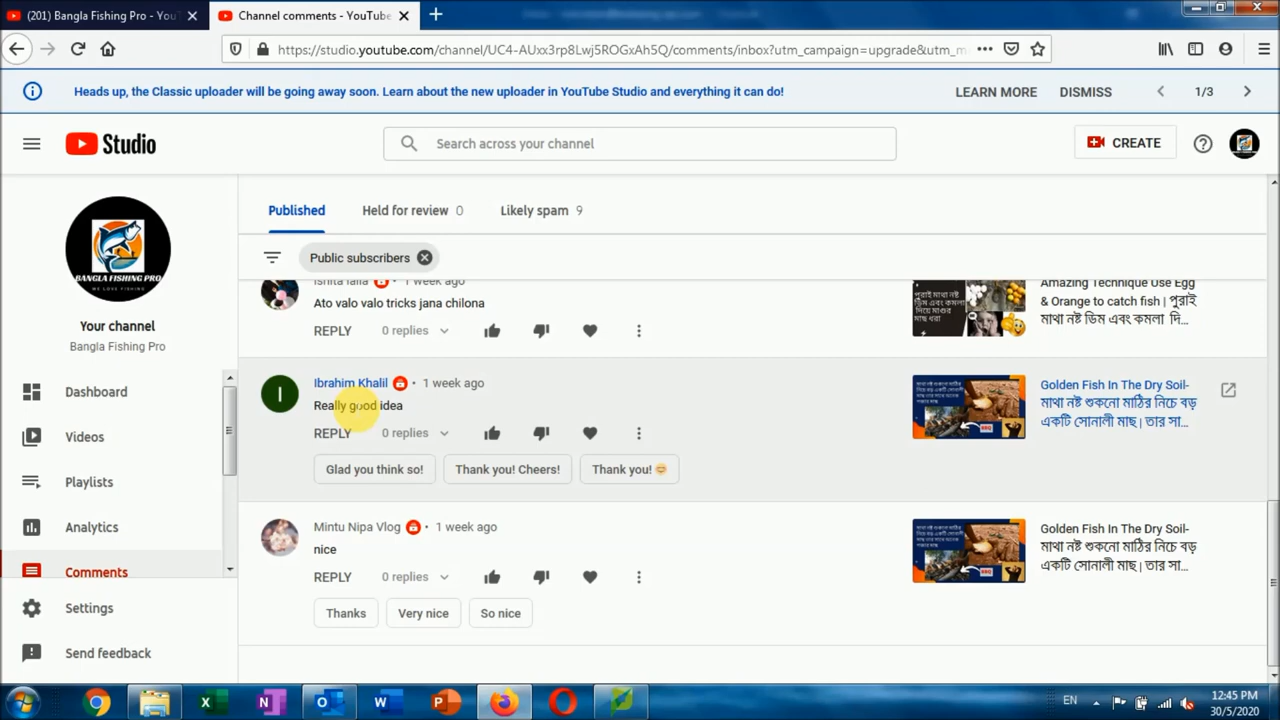 (201) Bangla Fishing Pro - YouT
Channel comments - YouTube
https://studio.youtube.com/channel/UC4-AUxx3rp8Lwj5ROGxAh5Q/comments/inbox?utm_campaign=upgrade&utm_m
Heads up, the Classic uploader will be going away soon. Learn about the new uploader in YouTube Studio and everything it can do!
LEARN MORE
DISMISS
1/3
Studio
Search across your channel
CREATE
BANGLA FISHING PRO
WE LOVE FISHING
Your channel
Bangla Fishing Pro
Dashboard
Videos
Playlists
Analytics
Comments
Settings
Send feedback
Published
Held for review 0
Likely spam 9
Public subscribers
Ishita laila • 1 week ago
Ato valo valo tricks jana chilona
REPLY 0 replies
Amazing Technique Use Egg
& Orange to catch fish | পুরাই
মাথা নষ্ট ডিম এবং কমলা দি...
পুরাই মাথা নষ্ট
ডিম এবং কমলা
দিয়ে মাগুর
মাছ ধরা
I
Ibrahim Khalil • 1 week ago
Really good idea
REPLY 0 replies
Glad you think so!
Thank you! Cheers!
Thank you! 😊
Golden Fish In The Dry Soil-
মাথা নষ্ট শুকনো মাঠির নিচে বড়
একটি সোনালী মাছ | তার সা...
Mintu Nipa Vlog • 1 week ago
nice
REPLY 0 replies
Thanks
Very nice
So nice
Golden Fish In The Dry Soil-
মাথা নষ্ট শুকনো মাঠির নিচে বড়
একটি সোনালী মাছ | তার সা...
EN
12:45 PM
30/5/2020